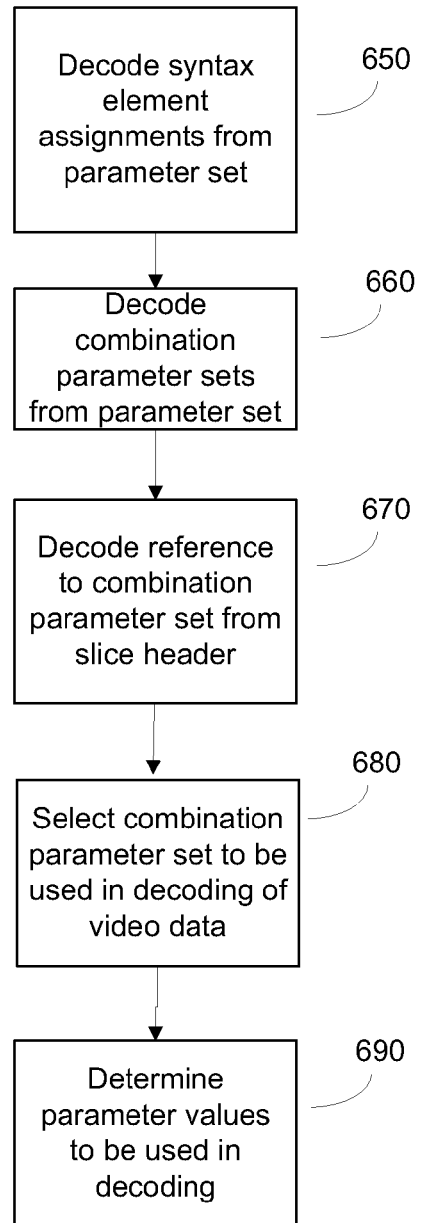 Decode syntax
element
assignments from
parameter set
650
Decode
combination
parameter sets
from parameter set
660
Decode reference
to combination
parameter set from
slice header
670
Select combination
parameter set to be
used in decoding of
video data
680
Determine
parameter values
to be used in
decoding
690